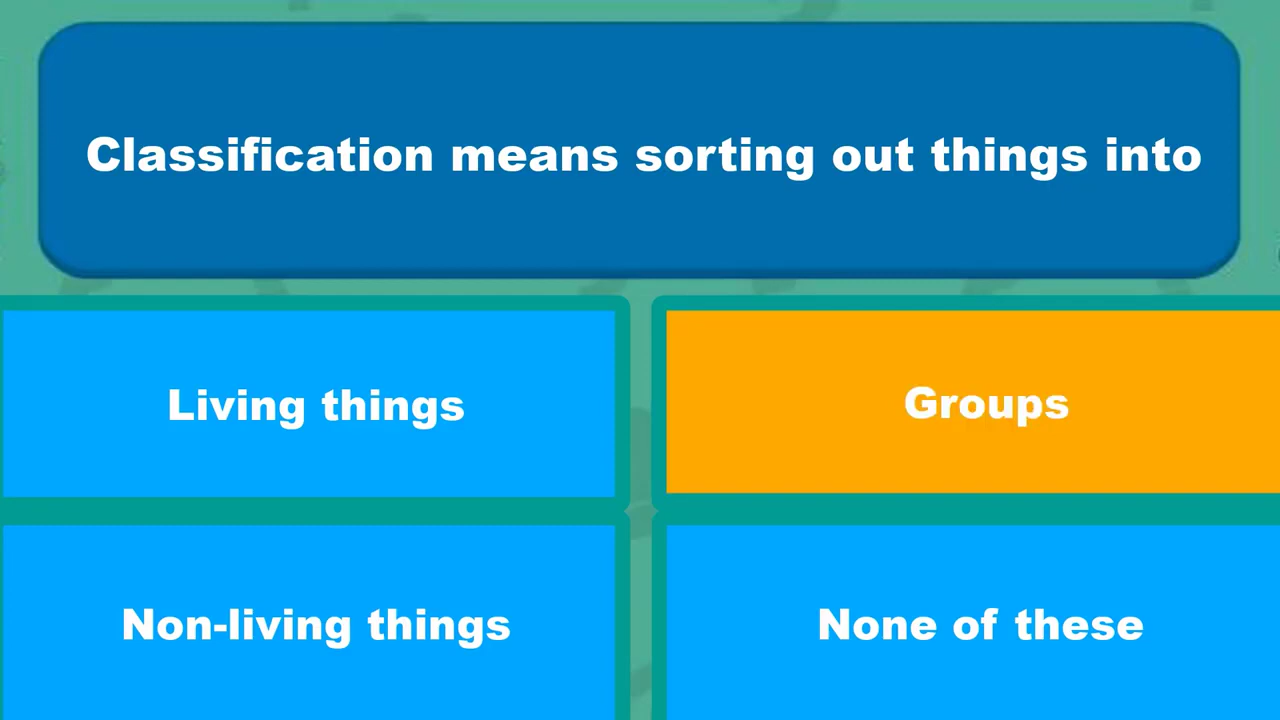 Classification means sorting out things into
Living things
Groups
Non-living things
None of these